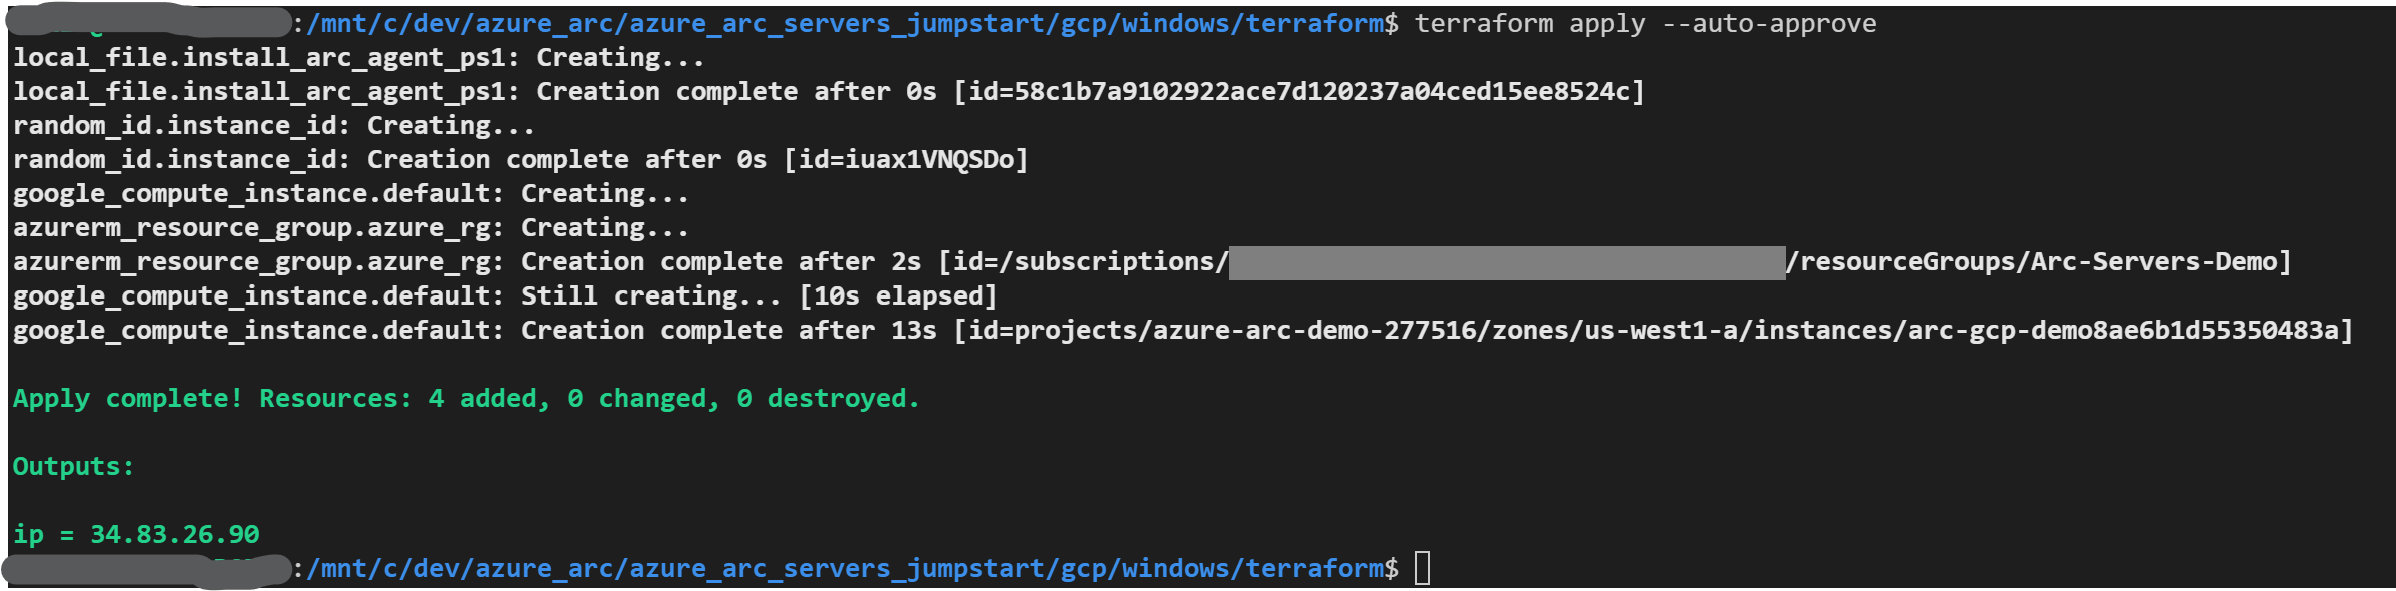 :/mnt/c/dev/azure_arc/azure_arc_servers_jumpstart/gcp/windows/terraform$ terraform apply --auto-approve
local_file.install_arc_agent_ps1: Creating...
local_file.install_arc_agent_ps1: Creation complete after 0s [id=58c1b7a9102922ace7d120237a04ced15ee8524c]
random_id.instance_id: Creating...
random_id.instance_id: Creation complete after 0s [id=iuax1VNQSDo]
google_compute_instance.default: Creating...
azurerm_resource_group.azure_rg: Creating...
azurerm_resource_group.azure_rg: Creation complete after 2s [id=/subscriptions/ /resourceGroups/Arc-Servers-Demo]
google_compute_instance.default: Still creating... [10s elapsed]
google_compute_instance.default: Creation complete after 13s [id=projects/azure-arc-demo-277516/zones/us-west1-a/instances/arc-gcp-demo8ae6b1d55350483a]
Apply complete! Resources: 4 added, 0 changed, 0 destroyed.
Outputs:
ip = 34.83.26.90
:/mnt/c/dev/azure_arc/azure_arc_servers_jumpstart/gcp/windows/terraform$